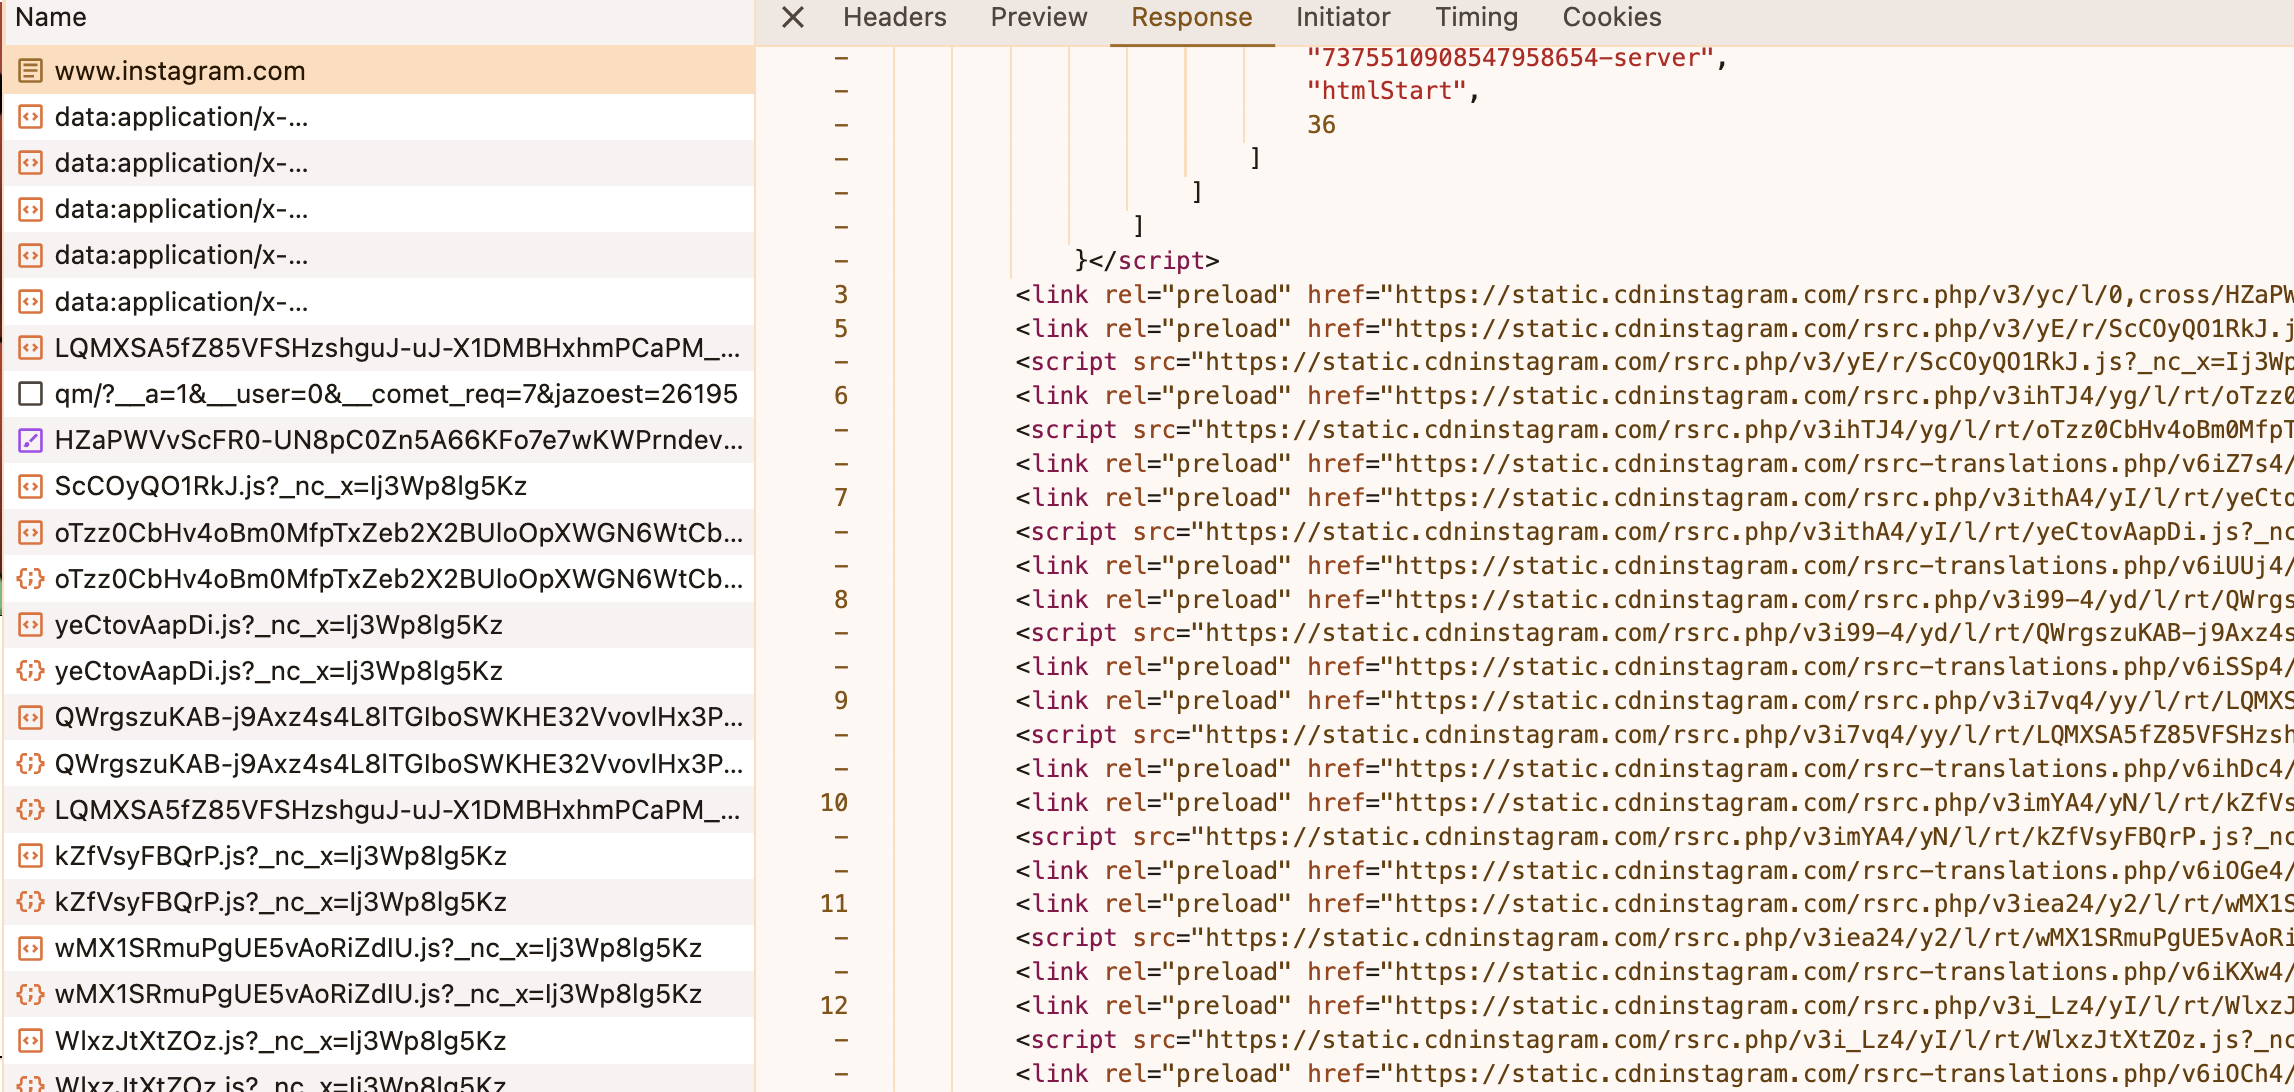 Name
www.instagram.com
data:application/x-...
data:application/x-...
data:application/x-...
data:application/x-...
data:application/x-...
LQMXSA5fZ85VFSHzshguJ-uJ-X1DMBHxhmPCaPM_...
qm/?__a=1&__user=0&__comet_req=7&jazoest=26195
HZaPWVvScFR0-UN8pC0Zn5A66KFo7e7wKWPrndev...
ScCOyQO1RkJ.js?_nc_x=Ij3Wp8lg5Kz
oTzz0CbHv4oBm0MfpTxZeb2X2BUloOpXWGN6WtCb...
oTzz0CbHv4oBm0MfpTxZeb2X2BUloOpXWGN6WtCb...
yeCtovAapDi.js?_nc_x=Ij3Wp8lg5Kz
yeCtovAapDi.js?_nc_x=Ij3Wp8lg5Kz
QWrgszuKAB-j9Axz4s4L8lTGIboSWKHE32VvovlHx3P...
QWrgszuKAB-j9Axz4s4L8lTGIboSWKHE32VvovlHx3P...
LQMXSA5fZ85VFSHzshguJ-uJ-X1DMBHxhmPCaPM_...
kZfVsyFBQrP.js?_nc_x=Ij3Wp8lg5Kz
kZfVsyFBQrP.js?_nc_x=Ij3Wp8lg5Kz
wMX1SRmuPgUE5vAoRiZdIU.js?_nc_x=Ij3Wp8lg5Kz
wMX1SRmuPgUE5vAoRiZdIU.js?_nc_x=Ij3Wp8lg5Kz
WlxzJtXtZOz.js?_nc_x=Ij3Wp8lg5Kz
WlxzJtXtZOz.js?_nc_x=Ij3Wp8lg5Kz
Headers Preview Response Initiator Timing Cookies
- "7375510908547958654-server",
- "htmlStart",
- 36
- ]
- ]
- ]
- }</script>
3 <link rel="preload" href="https://static.cdninstagram.com/rsrc.php/v3/yc/l/0,cross/HZaPW
5 <link rel="preload" href="https://static.cdninstagram.com/rsrc.php/v3/yE/r/ScCOyQO1RkJ.j
- <script src="https://static.cdninstagram.com/rsrc.php/v3/yE/r/ScCOyQO1RkJ.js?_nc_x=Ij3Wp
6 <link rel="preload" href="https://static.cdninstagram.com/rsrc.php/v3ihTJ4/yg/l/rt/oTzz0
- <script src="https://static.cdninstagram.com/rsrc.php/v3ihTJ4/yg/l/rt/oTzz0CbHv4oBm0MfpT
- <link rel="preload" href="https://static.cdninstagram.com/rsrc-translations.php/v6iZ7s4/
7 <link rel="preload" href="https://static.cdninstagram.com/rsrc.php/v3ithA4/yI/l/rt/yeCto
- <script src="https://static.cdninstagram.com/rsrc.php/v3ithA4/yI/l/rt/yeCtovAapDi.js?_nc
- <link rel="preload" href="https://static.cdninstagram.com/rsrc-translations.php/v6iUUj4/
8 <link rel="preload" href="https://static.cdninstagram.com/rsrc.php/v3i99-4/yd/l/rt/QWrgs
- <script src="https://static.cdninstagram.com/rsrc.php/v3i99-4/yd/l/rt/QWrgszuKAB-j9Axz4s
- <link rel="preload" href="https://static.cdninstagram.com/rsrc-translations.php/v6iSSp4/
9 <link rel="preload" href="https://static.cdninstagram.com/rsrc.php/v3i7vq4/yy/l/rt/LQMXS
- <script src="https://static.cdninstagram.com/rsrc.php/v3i7vq4/yy/l/rt/LQMXSA5fZ85VFSHzsh
- <link rel="preload" href="https://static.cdninstagram.com/rsrc-translations.php/v6ihDc4/
10 <link rel="preload" href="https://static.cdninstagram.com/rsrc.php/v3imYA4/yN/l/rt/kZfVs
- <script src="https://static.cdninstagram.com/rsrc.php/v3imYA4/yN/l/rt/kZfVsyFBQrP.js?_nc
- <link rel="preload" href="https://static.cdninstagram.com/rsrc-translations.php/v6iOGe4/
11 <link rel="preload" href="https://static.cdninstagram.com/rsrc.php/v3iea24/y2/l/rt/wMX1S
- <script src="https://static.cdninstagram.com/rsrc.php/v3iea24/y2/l/rt/wMX1SRmuPgUE5vAoRi
- <link rel="preload" href="https://static.cdninstagram.com/rsrc-translations.php/v6iKXw4/
12 <link rel="preload" href="https://static.cdninstagram.com/rsrc.php/v3i_Lz4/yI/l/rt/WlxzJ
- <script src="https://static.cdninstagram.com/rsrc.php/v3i_Lz4/yI/l/rt/WlxzJtXtZOz.js?_nc
- <link rel="preload" href="https://static.cdninstagram.com/rsrc-translations.php/v6iOCh4/